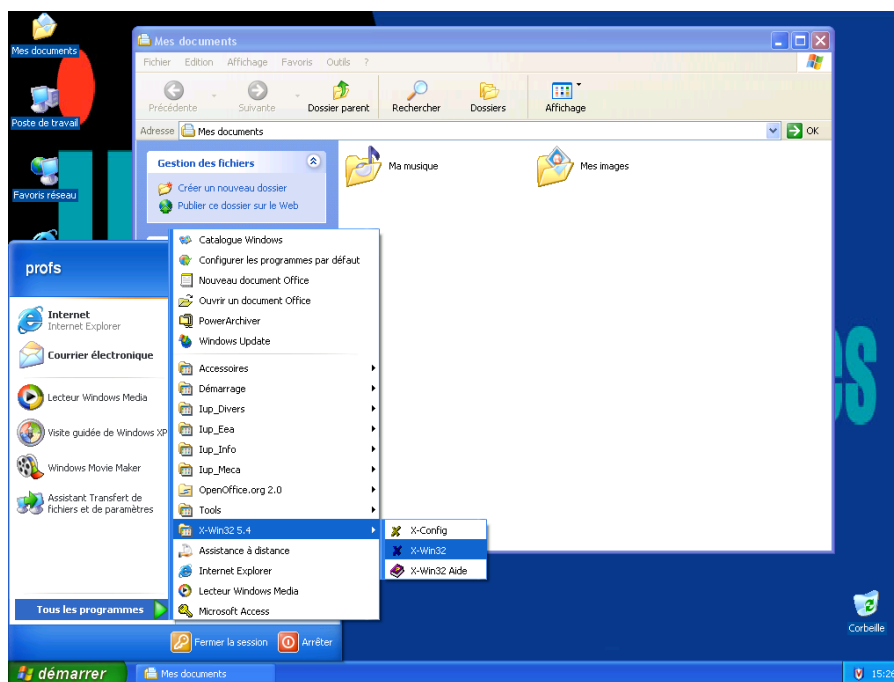 Mes documents
Poste de travail
Favoris réseau
Mes documents
Fichier Edition Affichage Favoris Outils ?
Précédente Suivante Dossier parent Rechercher Dossiers Affichage
Adresse Mes documents OK
Gestion des fichiers
Créer un nouveau dossier
Publier ce dossier sur le Web
Ma musique
Mes images
profs
Internet
Internet Explorer
Courrier électronique
Lecteur Windows Media
Visite guidée de Windows XP
Windows Movie Maker
Assistant Transfert de
fichiers et de paramètres
Tous les programmes
Catalogue Windows
Configurer les programmes par défaut
Nouveau document Office
Ouvrir un document Office
PowerArchiver
Windows Update
Accessoires
Démarrage
Iup_Divers
Iup_Eea
Iup_Info
Iup_Meca
OpenOffice.org 2.0
Tools
X-Win32 5.4
Assistance à distance
Internet Explorer
Lecteur Windows Media
Microsoft Access
X-Config
X-Win32
X-Win32 Aide
Fermer la session Arrêter
Corbeille
démarrer Mes documents 15:26